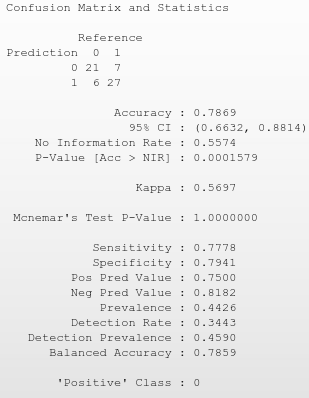 Confusion Matrix and Statistics
Reference
Prediction 0 1
0 21 7
1 6 27
Accuracy : 0.7869
95% CI : (0.6632, 0.8814)
No Information Rate : 0.5574
P-Value [Acc > NIR] : 0.0001579
Kappa : 0.5697
Mcnemar's Test P-Value : 1.0000000
Sensitivity : 0.7778
Specificity : 0.7941
Pos Pred Value : 0.7500
Neg Pred Value : 0.8182
Prevalence : 0.4426
Detection Rate : 0.3443
Detection Prevalence : 0.4590
Balanced Accuracy : 0.7859
'Positive' Class : 0